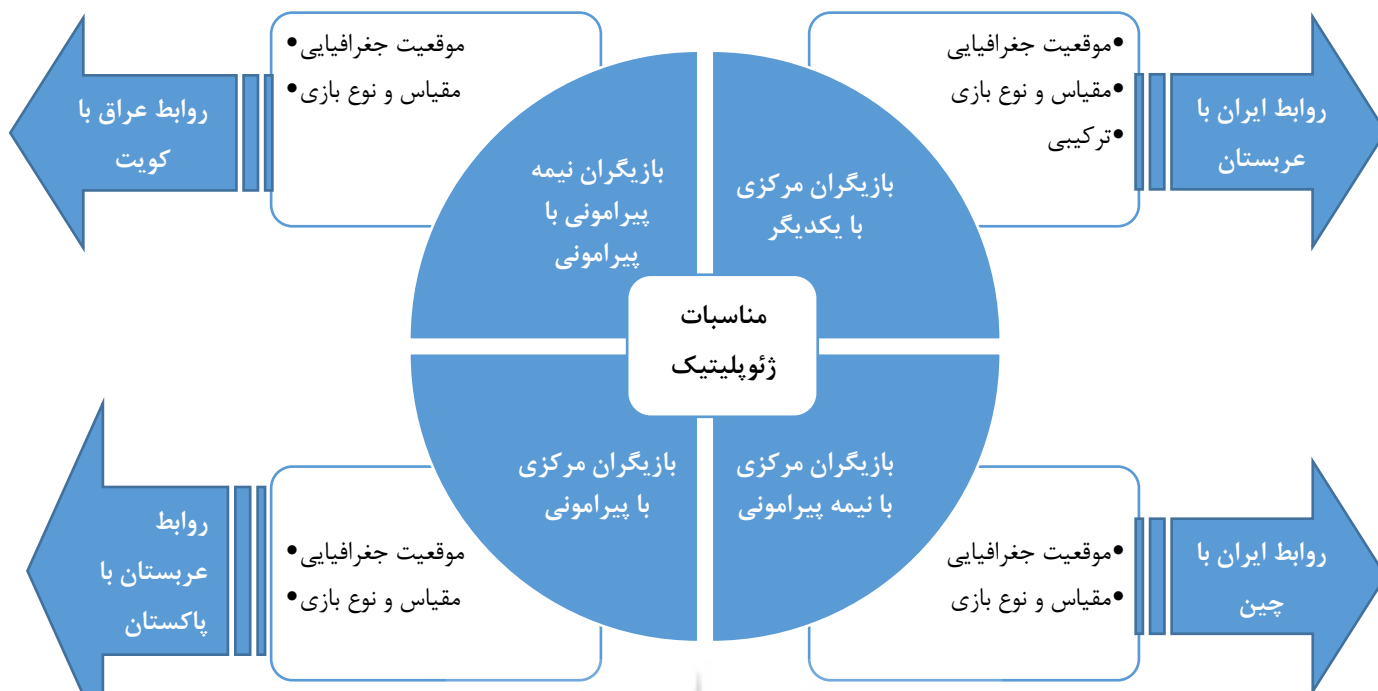 روابط ایران با
عربستان
•موقعیت جغرافیایی
•مقیاس و نوع بازی
•ترکیبی
بازیگران مرکزی
با یکدیگر
بازیگران نیمه
پیرامونی با
پیرامونی
•موقعیت جغرافیایی
•مقیاس و نوع بازی
روابط عراق با
کویت
مناسبات
ژئوپلیتیک
روابط ایران با
چین
•موقعیت جغرافیایی
•مقیاس و نوع بازی
بازیگران مرکزی
با نیمه پیرامونی
بازیگران مرکزی
با پیرامونی
•موقعیت جغرافیایی
•مقیاس و نوع بازی
روابط
عربستان با
پاکستان